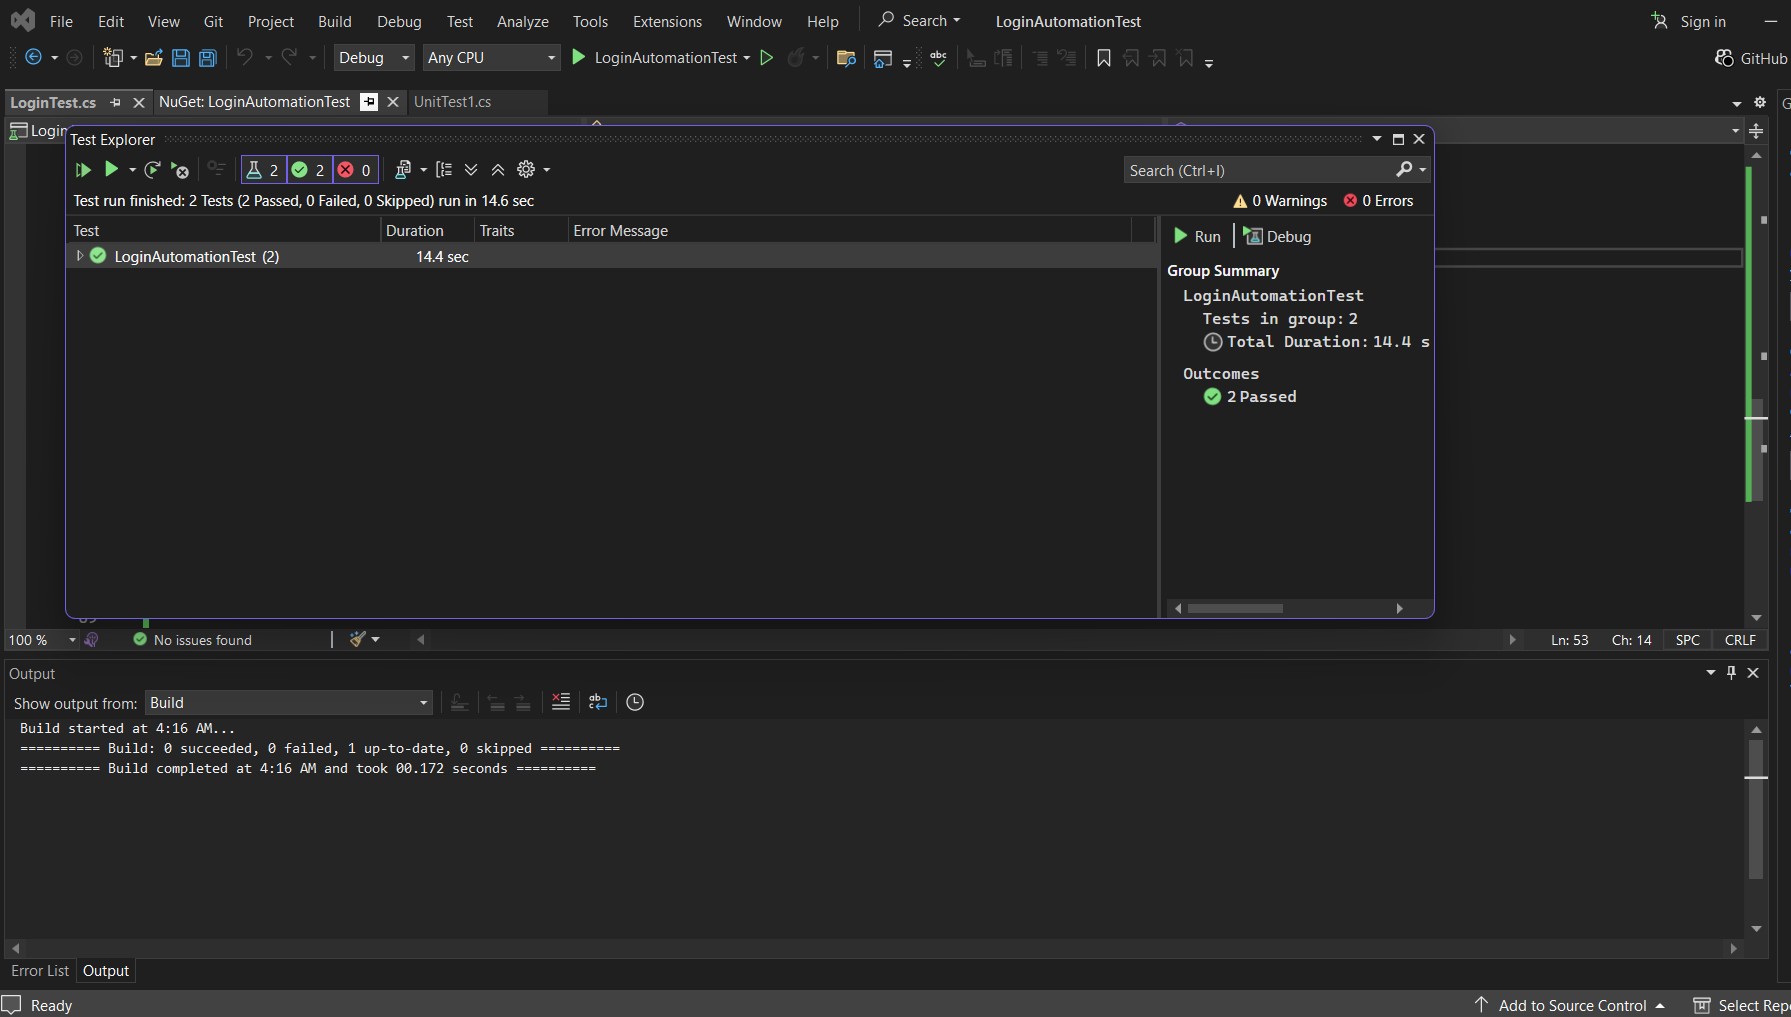 File Edit View Git Project Build Debug Test Analyze Tools Extensions Window Help Search LoginAutomationTest Sign in
Debug Any CPU LoginAutomationTest GitHub
LoginTest.cs NuGet: LoginAutomationTest UnitTest1.cs
Login
Test Explorer
2 2 0 Search (Ctrl+I)
Test run finished: 2 Tests (2 Passed, 0 Failed, 0 Skipped) run in 14.6 sec 0 Warnings 0 Errors
Test Duration Traits Error Message
Run Debug
LoginAutomationTest (2) 14.4 sec
Group Summary
LoginAutomationTest
Tests in group: 2
Total Duration: 14.4 s
Outcomes
2 Passed
100 % No issues found Ln: 53 Ch: 14 SPC CRLF
Output
Show output from: Build
Build started at 4:16 AM...
========== Build: 0 succeeded, 0 failed, 1 up-to-date, 0 skipped ==========
========== Build completed at 4:16 AM and took 00.172 seconds ==========
Error List Output
Ready Add to Source Control Select Rep